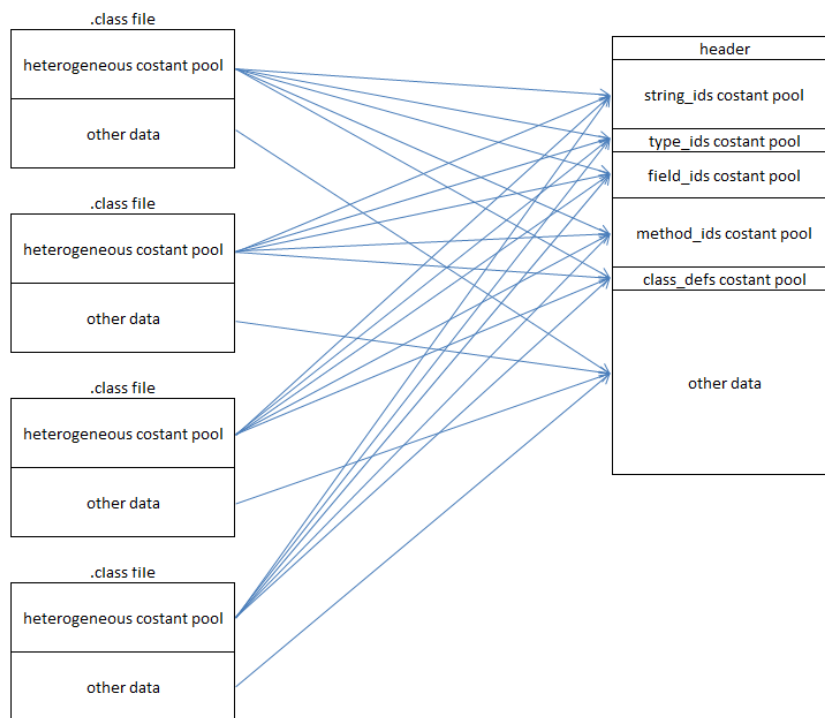 .class file
heterogeneous costant pool
other data
.class file
heterogeneous costant pool
other data
.class file
heterogeneous costant pool
other data
.class file
heterogeneous costant pool
other data
header
string_ids costant pool
type_ids costant pool
field_ids costant pool
method_ids costant pool
class_defs costant pool
other data